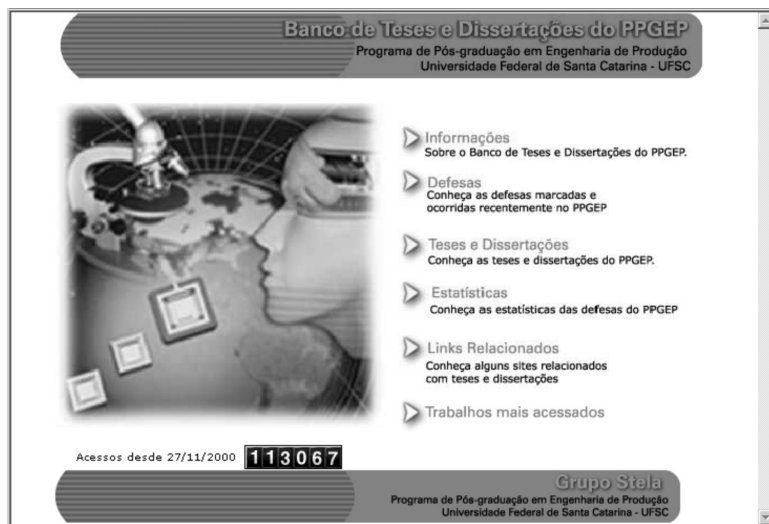 Banco de Teses e Dissertações do PPGEP
Programa de Pós-graduação em Engenharia de Produção
Universidade Federal de Santa Catarina - UFSC
Informações
Sobre o Banco de Teses e Dissertações do PPGEP.
Defesas
Conheça as defesas marcadas e
ocorridas recentemente no PPGEP
Teses e Dissertações
Conheça as teses e dissertações do PPGEP.
Estatísticas
Conheça as estatísticas das defesas do PPGEP
Links Relacionados
Conheça alguns sites relacionados
com teses e dissertações
Trabalhos mais acessados
Acessos desde 27/11/2000 113067
Grupo Stela
Programa de Pós-graduação em Engenharia de Produção
Universidade Federal de Santa Catarina - UFSC